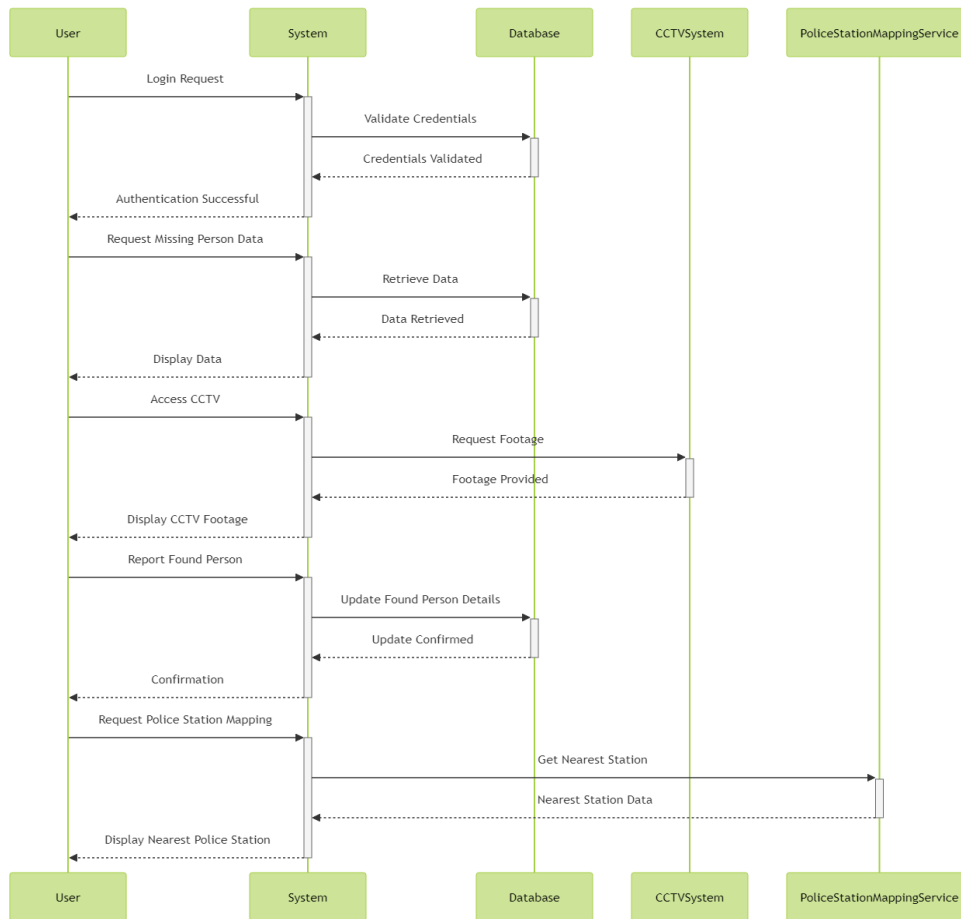 User
System
Database
CCTVSystem
PoliceStationMappingService
Login Request
Validate Credentials
Credentials Validated
Authentication Successful
Request Missing Person Data
Retrieve Data
Data Retrieved
Display Data
Access CCTV
Request Footage
Footage Provided
Display CCTV Footage
Report Found Person
Update Found Person Details
Update Confirmed
Confirmation
Request Police Station Mapping
Get Nearest Station
Nearest Station Data
Display Nearest Police Station
User
System
Database
CCTVSystem
PoliceStationMappingService